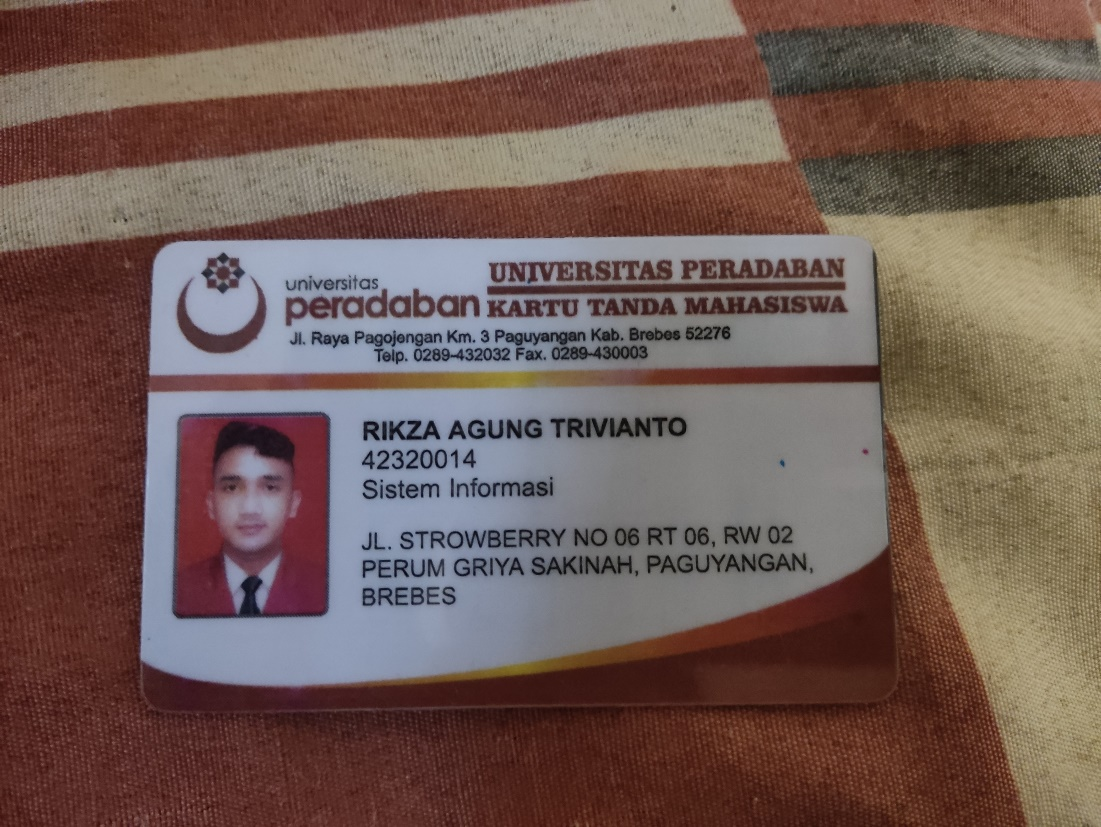 universitas
peradaban
UNIVERSITAS PERADABAN
KARTU TANDA MAHASISWA
Jl. Raya Pagojengan Km. 3 Paguyangan Kab. Brebes 52276
Telp. 0289-432032 Fax. 0289-430003
RIKZA AGUNG TRIVIANTO
42320014
Sistem Informasi
JL. STROWBERRY NO 06 RT 06, RW 02
PERUM GRIYA SAKINAH, PAGUYANGAN,
BREBES